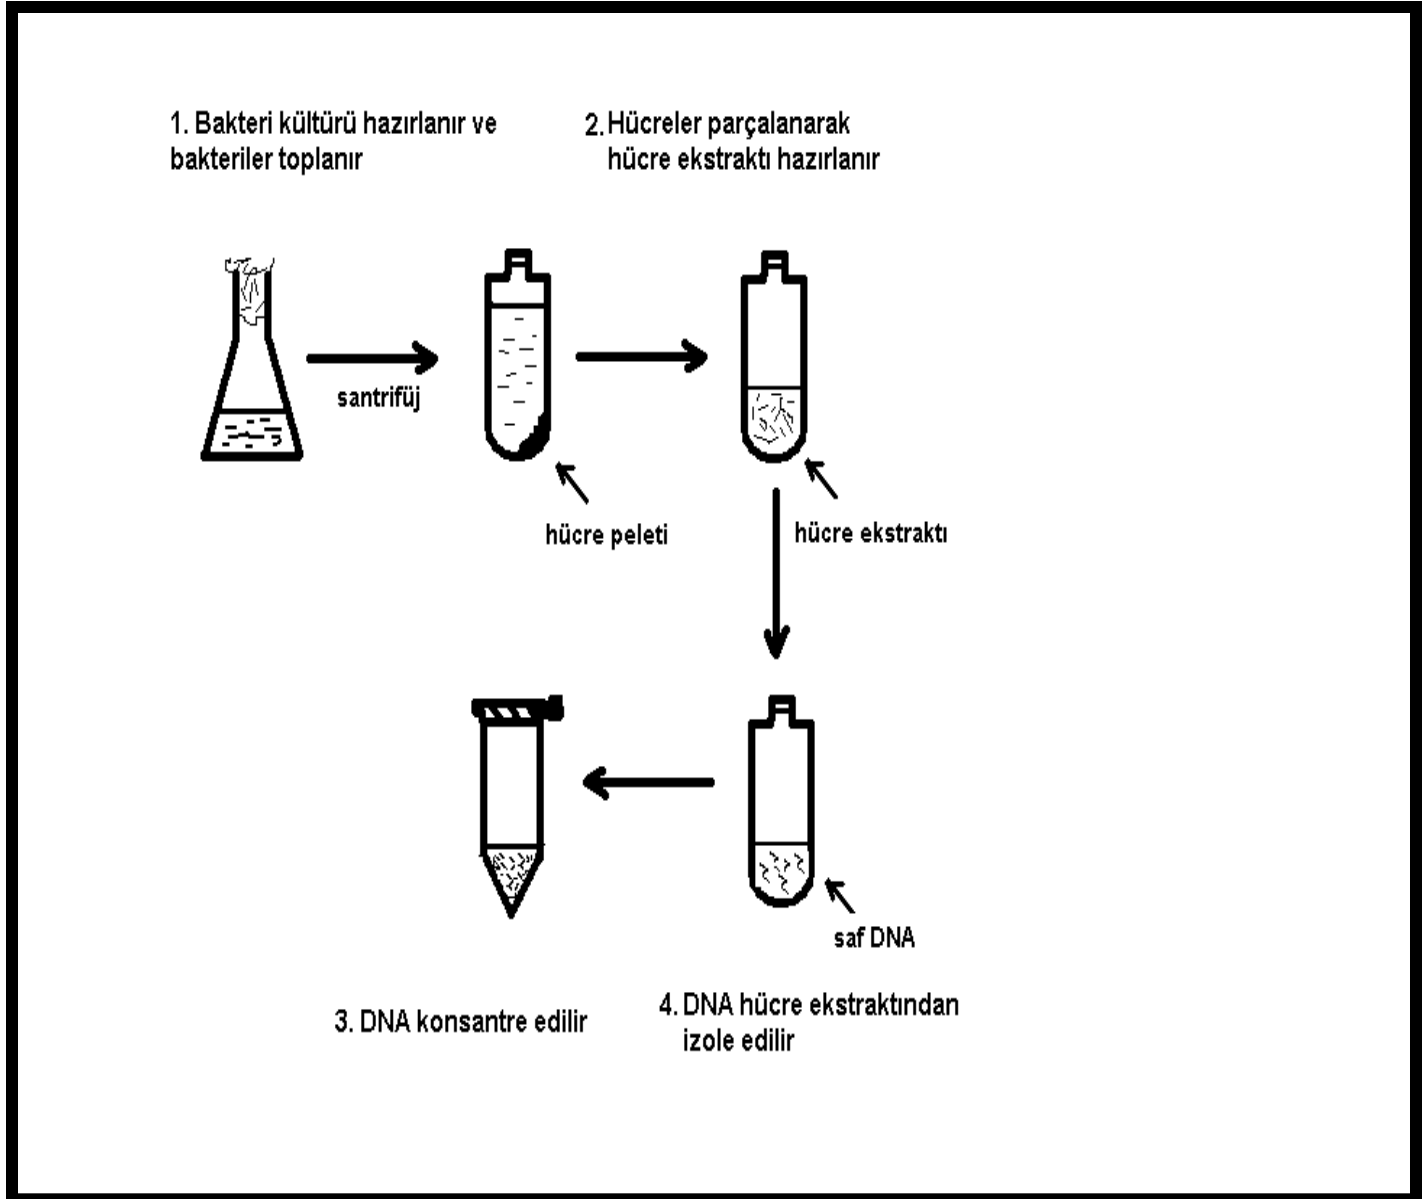 1. Bakteri kültürü hazırlanır ve
bakteriler toplanır
2. Hücreler parçalanarak
hücre ekstraktı hazırlanır
santrifüj
hücre peleti
hücre ekstraktı
saf DNA
3. DNA konsantre edilir
4. DNA hücre ekstraktından
izole edilir